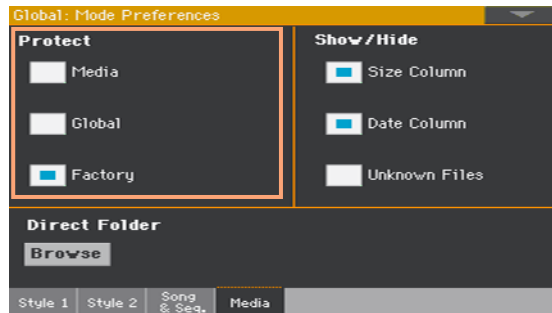 Global: Mode Preferences
Protect
Media
Global
Factory
Show/Hide
Size Column
Date Column
Unknown Files
Direct Folder
Browse
Style 1
Style 2
Song
& Seq.
Media